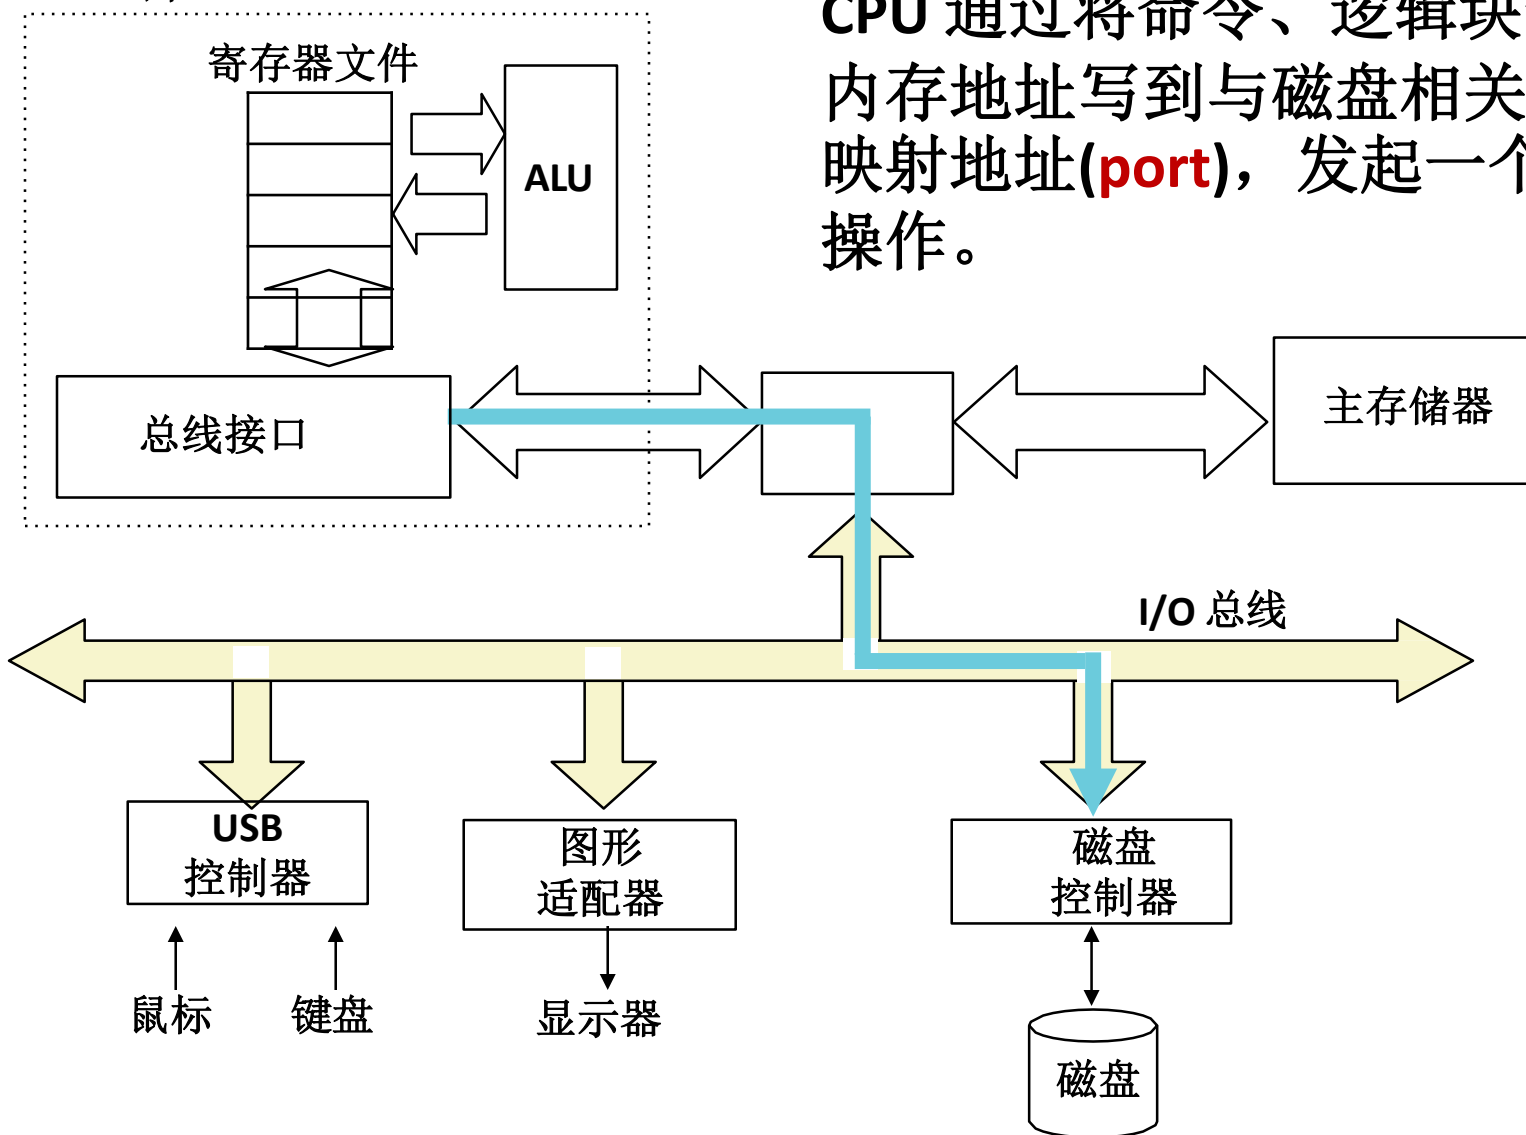 CPU 通过将命令、逻辑块
内存地址写到与磁盘相关
映射地址(port)，发起一个
操作。
寄存器文件
ALU
总线接口
主存储器
I/O 总线
USB
控制器
图形
适配器
磁盘
控制器
鼠标
键盘
显示器
磁盘